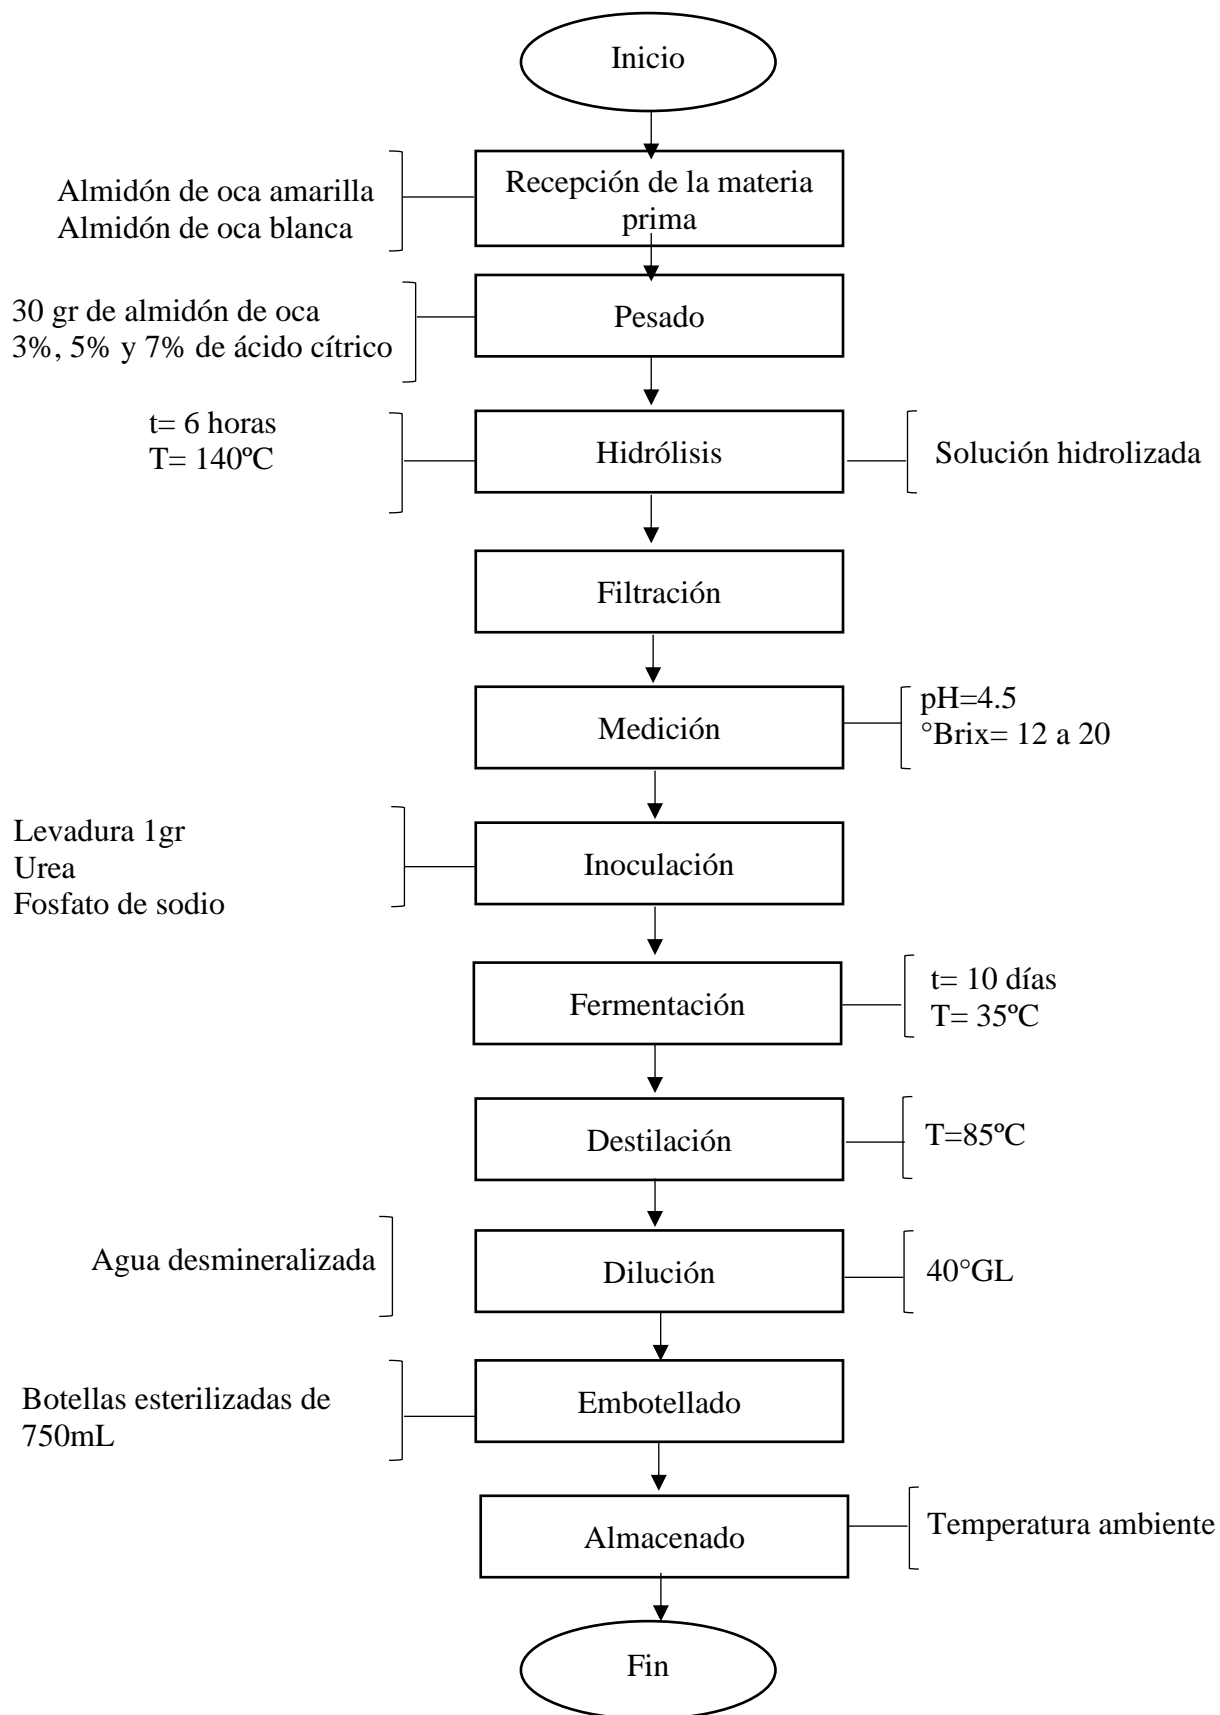 Inicio
Almidón de oca amarilla
Almidón de oca blanca
Recepción de la materia
prima
30 gr de almidón de oca
3%, 5% y 7% de ácido cítrico
Pesado
t= 6 horas
T= 140ºC
Hidrólisis
Solución hidrolizada
Filtración
Medición
pH=4.5
°Brix= 12 a 20
Levadura 1gr
Urea
Fosfato de sodio
Inoculación
Fermentación
t= 10 días
T= 35ºC
Destilación
T=85ºC
Agua desmineralizada
Dilución
40°GL
Botellas esterilizadas de
750mL
Embotellado
Almacenado
Temperatura ambiente
Fin